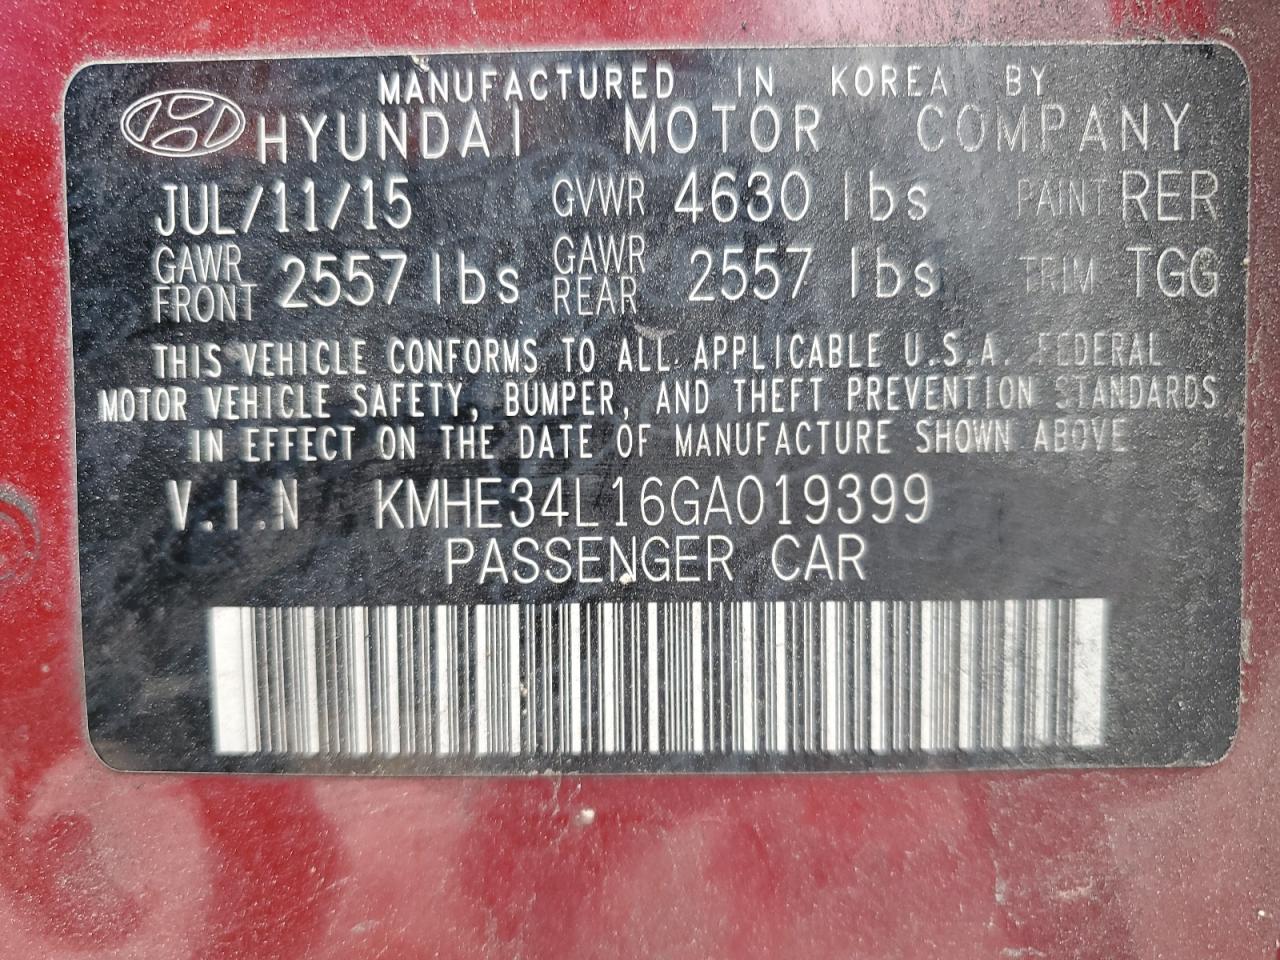 MANUFACTURED IN KOREA BY
HYUNDAI MOTOR COMPANY
JUL/11/15 GVWR 4630 lbs PAINT RER
GAWR FRONT 2557 lbs GAWR REAR 2557 lbs TRIM TGG
THIS VEHICLE CONFORMS TO ALL APPLICABLE U.S.A. FEDERAL
MOTOR VEHICLE SAFETY, BUMPER, AND THEFT PREVENTION STANDARDS
IN EFFECT ON THE DATE OF MANUFACTURE SHOWN ABOVE
V.I.N KMHE34L16GA019399
PASSENGER CAR